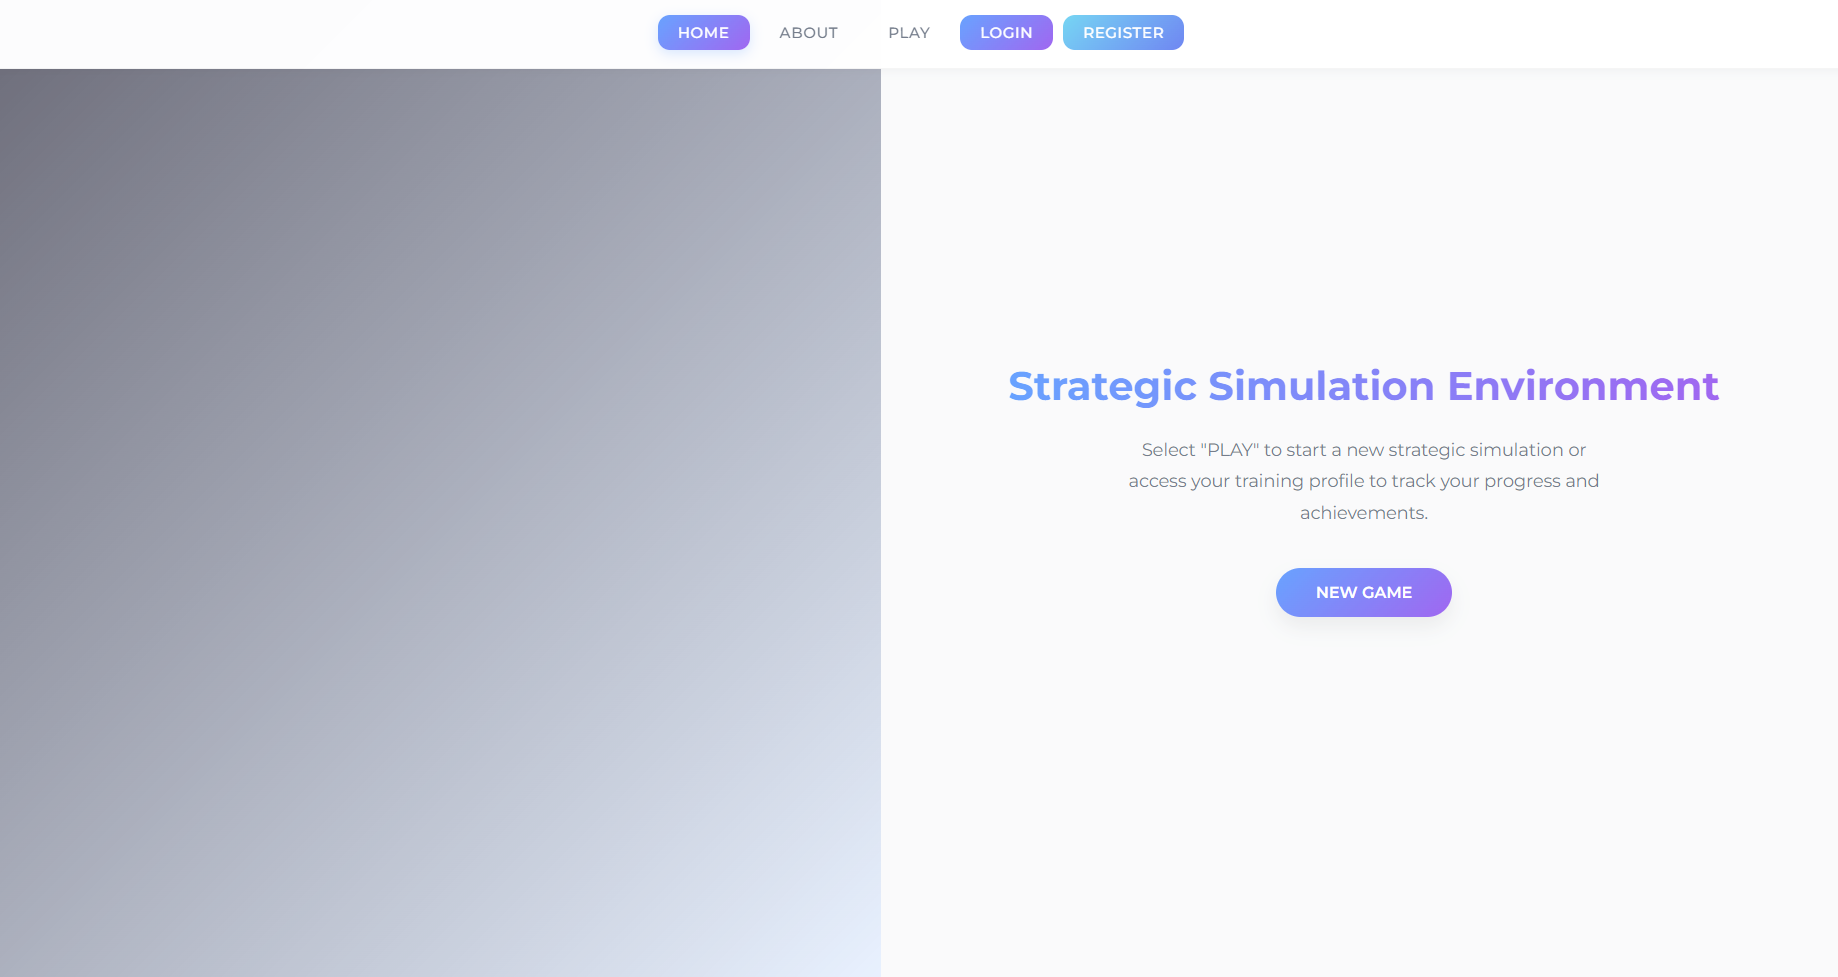 HOME
ABOUT
PLAY
LOGIN
REGISTER
Strategic Simulation Environment
Select "PLAY" to start a new strategic simulation or
access your training profile to track your progress and
achievements.
NEW GAME